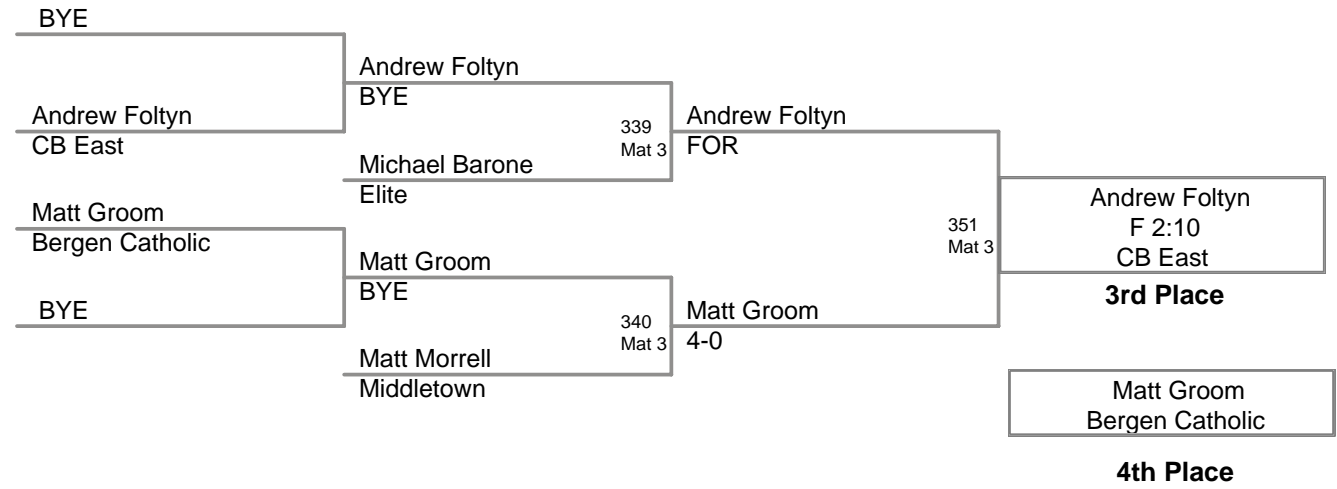 BYE
Andrew Foltyn
BYE
Andrew Foltyn
CB East
339
Mat 3
Andrew Foltyn
FOR
Michael Barone
Elite
Matt Groom
Bergen Catholic
351
Mat 3
Andrew Foltyn
F 2:10
CB East
3rd Place
Matt Groom
BYE
BYE
340
Mat 3
Matt Groom
4-0
Matt Morrell
Middletown
Matt Groom
Bergen Catholic
4th Place